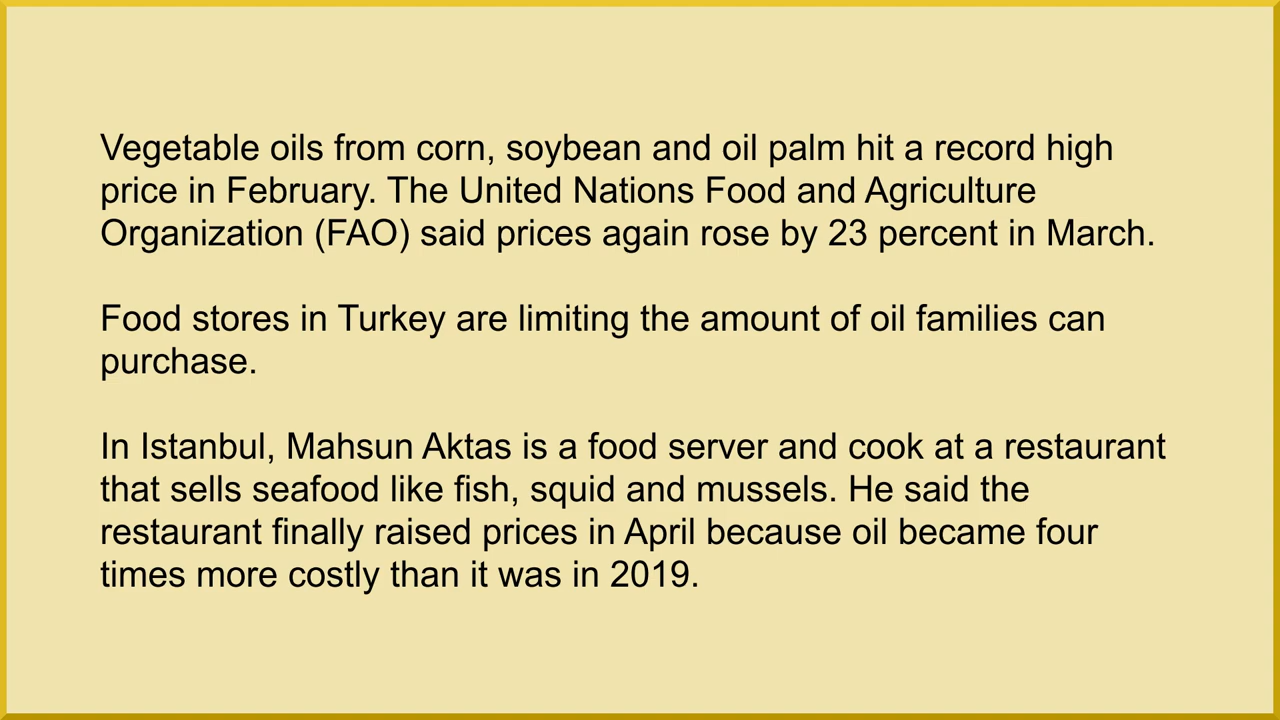 Vegetable oils from corn, soybean and oil palm hit a record high
price in February. The United Nations Food and Agriculture
Organization (FAO) said prices again rose by 23 percent in March.
Food stores in Turkey are limiting the amount of oil families can
purchase.
In Istanbul, Mahsun Aktas is a food server and cook at a restaurant
that sells seafood like fish, squid and mussels. He said the
restaurant finally raised prices in April because oil became four
times more costly than it was in 2019.